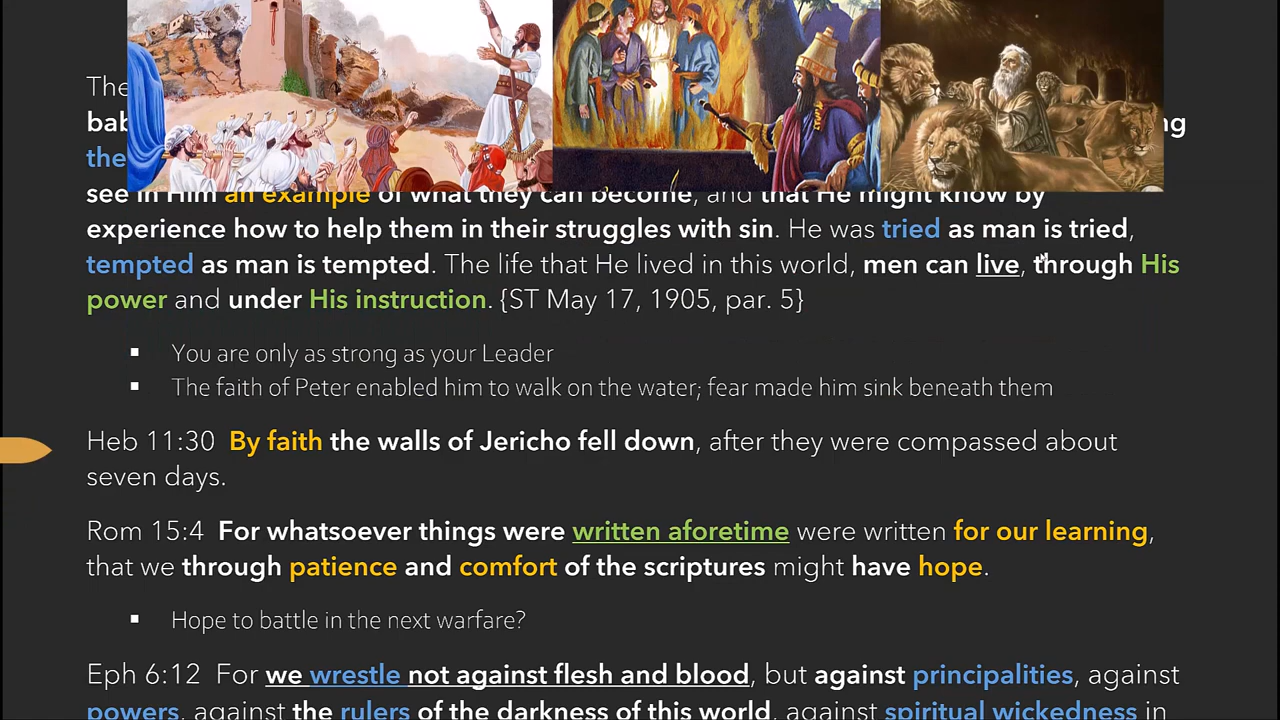 The
bab ng
the
see in Him an example of what they can become, and that He might know by
experience how to help them in their struggles with sin. He was tried as man is tried,
tempted as man is tempted. The life that He lived in this world, men can live, through His
power and under His instruction. {ST May 17, 1905, par. 5}
▪ You are only as strong as your Leader
▪ The faith of Peter enabled him to walk on the water; fear made him sink beneath them
Heb 11:30 By faith the walls of Jericho fell down, after they were compassed about
seven days.
Rom 15:4 For whatsoever things were written aforetime were written for our learning,
that we through patience and comfort of the scriptures might have hope.
▪ Hope to battle in the next warfare?
Eph 6:12 For we wrestle not against flesh and blood, but against principalities, against
powers, against the rulers of the darkness of this world, against spiritual wickedness in